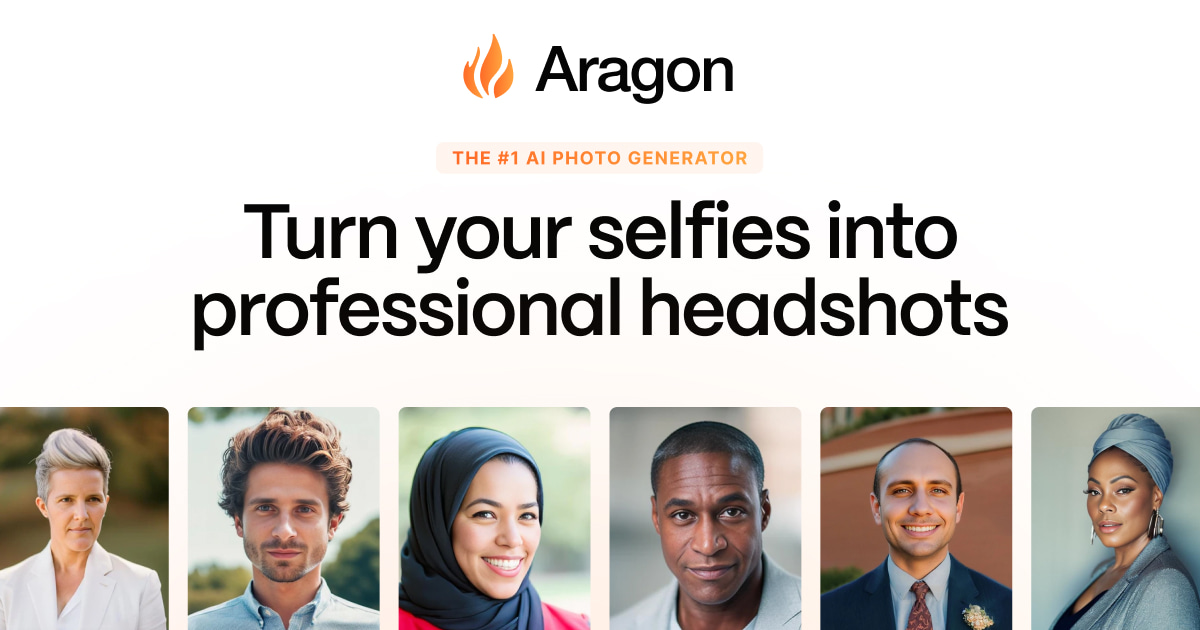 Aragon
THE #1 AI PHOTO GENERATOR
Turn your selfies into
professional headshots